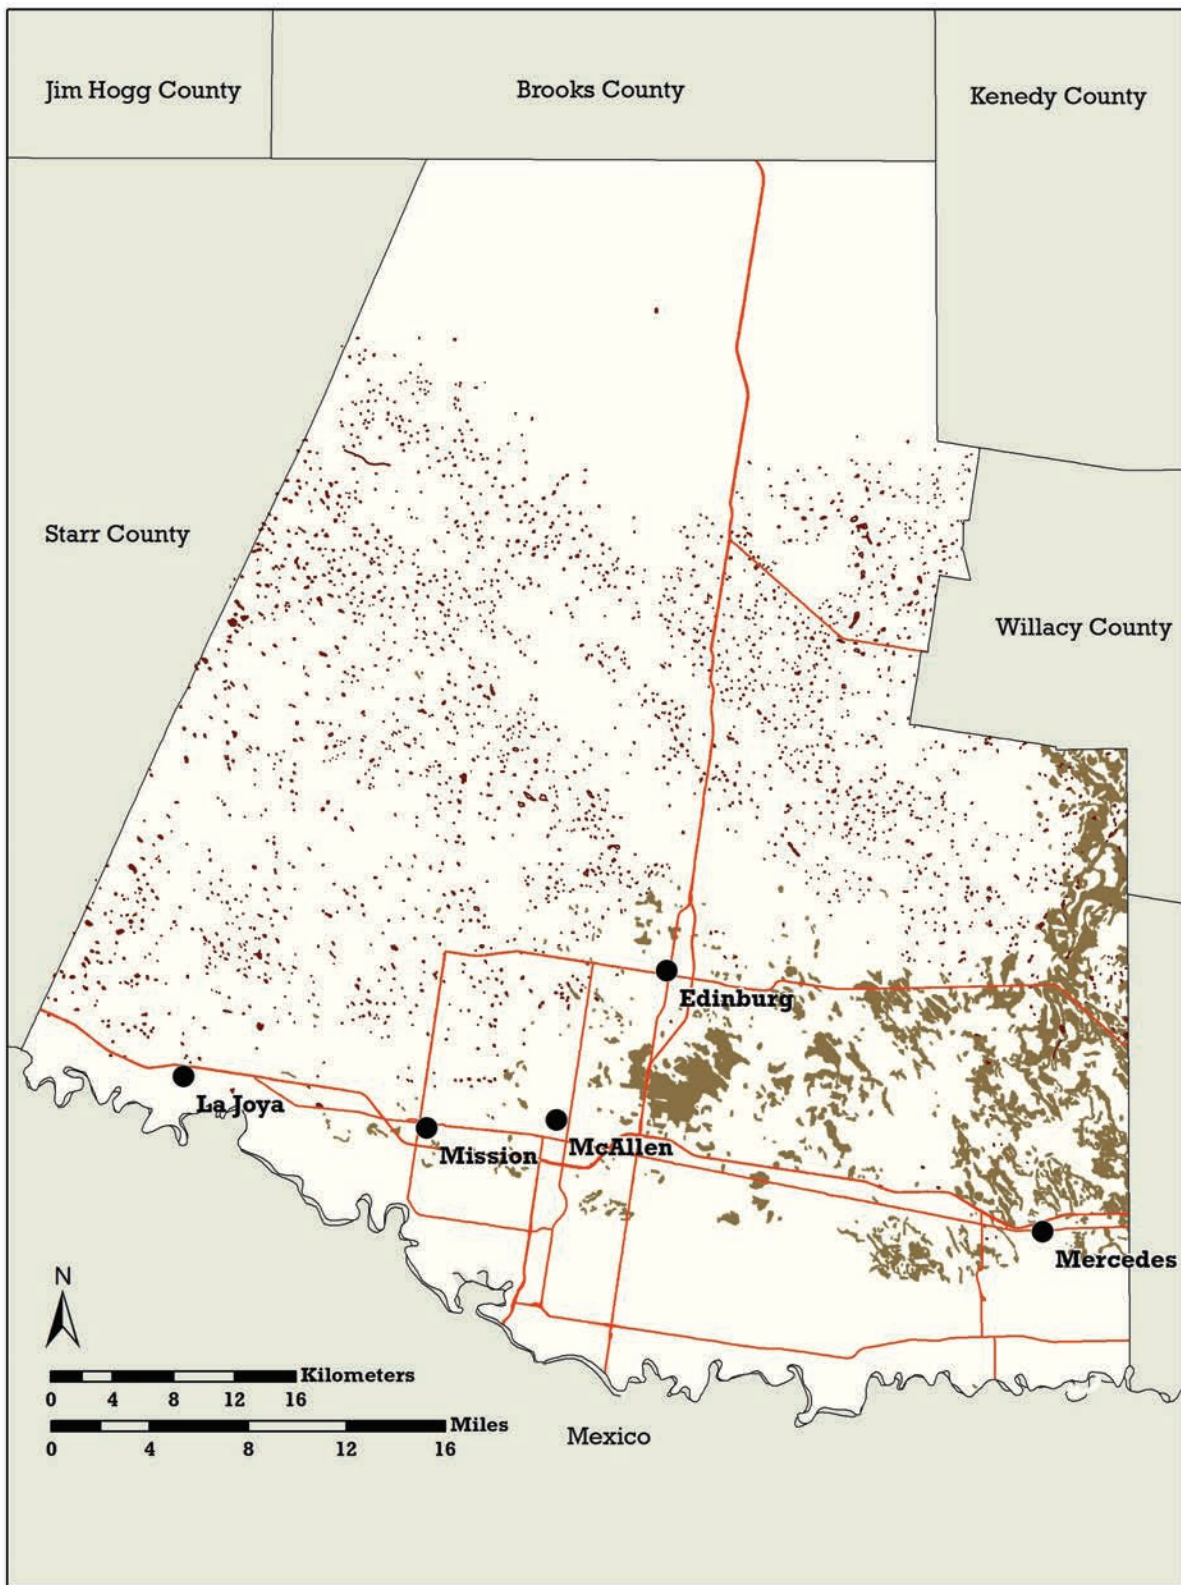 Jim Hogg County
Brooks County
Kenedy County
Starr County
Willacy County
Edinburg
La Joya
McAllen
Mission
Mercedes
N
Kilometers
0 4 8 12 16
Miles
0 4 8 12 16
Mexico